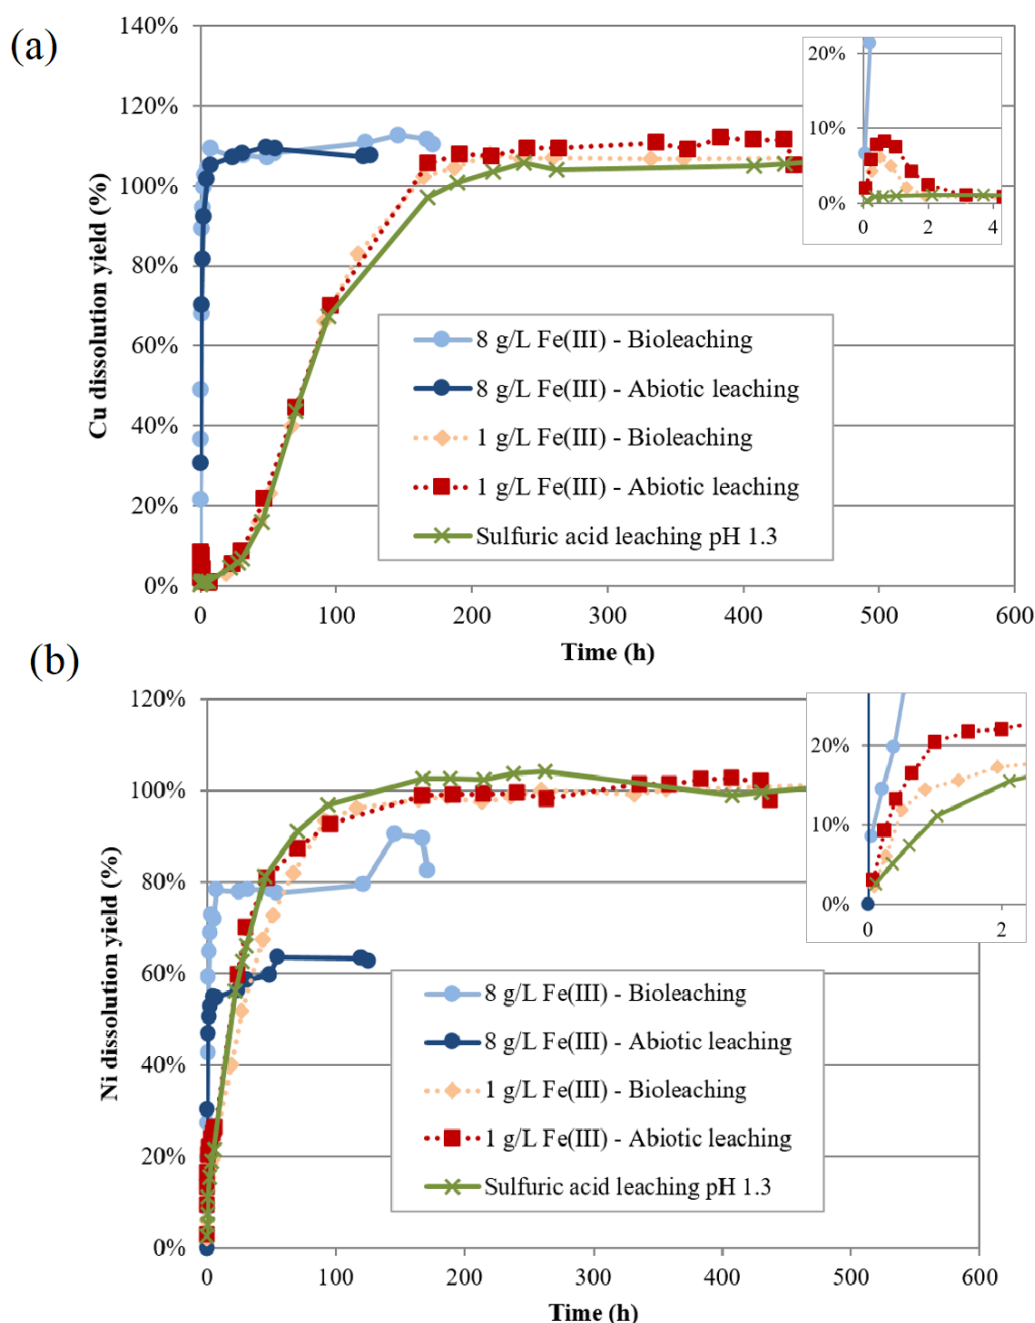 (a)
140%
120%
100%
80%
60%
40%
20%
0%
Cu dissolution yield (%)
0 100 200 300 400 500 600
Time (h)
20%
10%
0%
0 2 4
8 g/L Fe(III) - Bioleaching
8 g/L Fe(III) - Abiotic leaching
1 g/L Fe(III) - Bioleaching
1 g/L Fe(III) - Abiotic leaching
Sulfuric acid leaching pH 1.3
(b)
120%
100%
80%
60%
40%
20%
0%
Ni dissolution yield (%)
0 100 200 300 400 500 600
Time (h)
20%
10%
0%
0 2
8 g/L Fe(III) - Bioleaching
8 g/L Fe(III) - Abiotic leaching
1 g/L Fe(III) - Bioleaching
1 g/L Fe(III) - Abiotic leaching
Sulfuric acid leaching pH 1.3